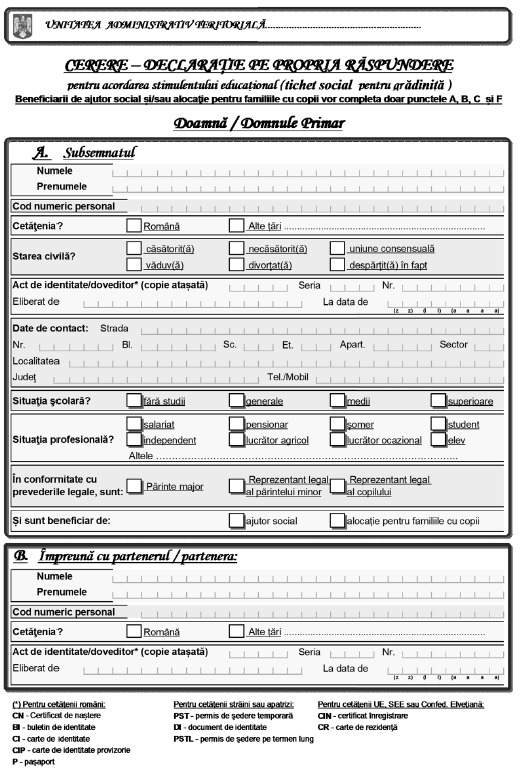 UNITATEA ADMINISTRATIV TERITORIALĂ
CERERE – DECLARAȚIE PE PROPRIA RĂSPUNDERE
pentru acordarea stimulentului educațional (tichet social pentru grădiniță )
Beneficiarii de ajutor social și/sau alocație pentru familiile cu copii vor completa doar punctele A, B, C și F
Doamnă / Domnule Primar
A. Subsemnatul
Numele
Prenumele
Cod numeric personal
Cetățenia? Română Alte țări
Starea civilă? căsătorit(ă) necăsătorit(ă) uniune consensuală
văduv(ă) divorțat(ă) despărțit(ă) în fapt
Act de identitate/doveditor* (copie atașată) Seria Nr.
Eliberat de La data de
(z z) (l l) (a a a a)
Date de contact: Strada
Nr. Bl. Sc. Et. Apart. Sector
Localitatea
Județ Tel./Mobil
Situația școlară? fără studii generale medii superioare
Situația profesională? salariat pensionar șomer student
independent lucrător agricol lucrător ocazional elev
Altele
În conformitate cu prevederile legale, sunt: Părinte major Reprezentant legal al părintelui minor Reprezentant legal al copilului
Și sunt beneficiar de: ajutor social alocație pentru familiile cu copii
B. Împreună cu partenerul / partenera:
Numele
Prenumele
Cod numeric personal
Cetățenia? Română Alte țări
Act de identitate/doveditor* (copie atașată) Seria Nr.
Eliberat de La data de
(z z) (l l) (a a a a)
(*) Pentru cetățenii români:
CN - Certificat de naștere
BI - buletin de identitate
CI - carte de identitate
CIP - carte de identitate provizorie
P - pașaport
Pentru cetățenii străini sau apatrizi:
PST - permis de ședere temporară
DI - document de identitate
PSTL - permis de ședere pe termen lung
Pentru cetățenii UE, SEE sau Confed. Elvețiană:
CIN - certificat înregistrare
CR - carte de rezidență